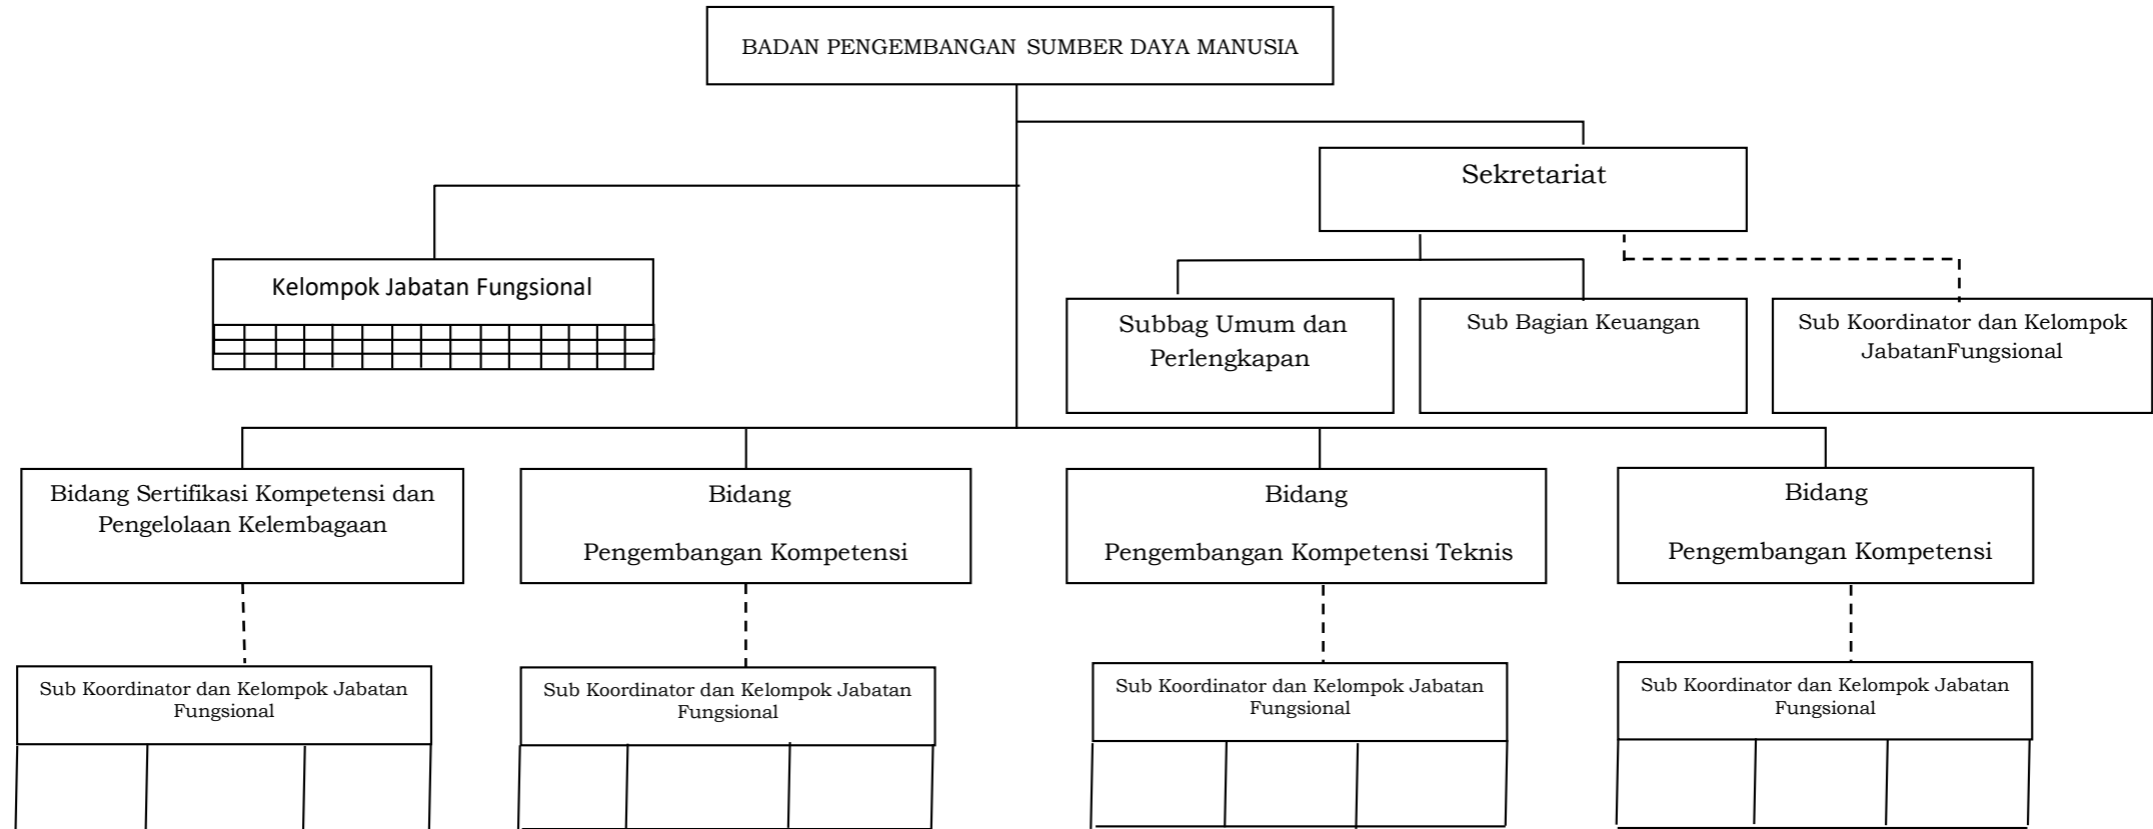 BADAN PENGEMBANGAN SUMBER DAYA MANUSIA
Sekretariat
Kelompok Jabatan Fungsional
Subbag Umum dan
Perlengkapan
Sub Bagian Keuangan
Sub Koordinator dan Kelompok
JabatanFungsional
Bidang Sertifikasi Kompetensi dan
Pengelolaan Kelembagaan
Bidang
Pengembangan Kompetensi
Bidang
Pengembangan Kompetensi Teknis
Bidang
Pengembangan Kompetensi
Sub Koordinator dan Kelompok Jabatan
Fungsional
Sub Koordinator dan Kelompok Jabatan
Fungsional
Sub Koordinator dan Kelompok Jabatan
Fungsional
Sub Koordinator dan Kelompok Jabatan
Fungsional